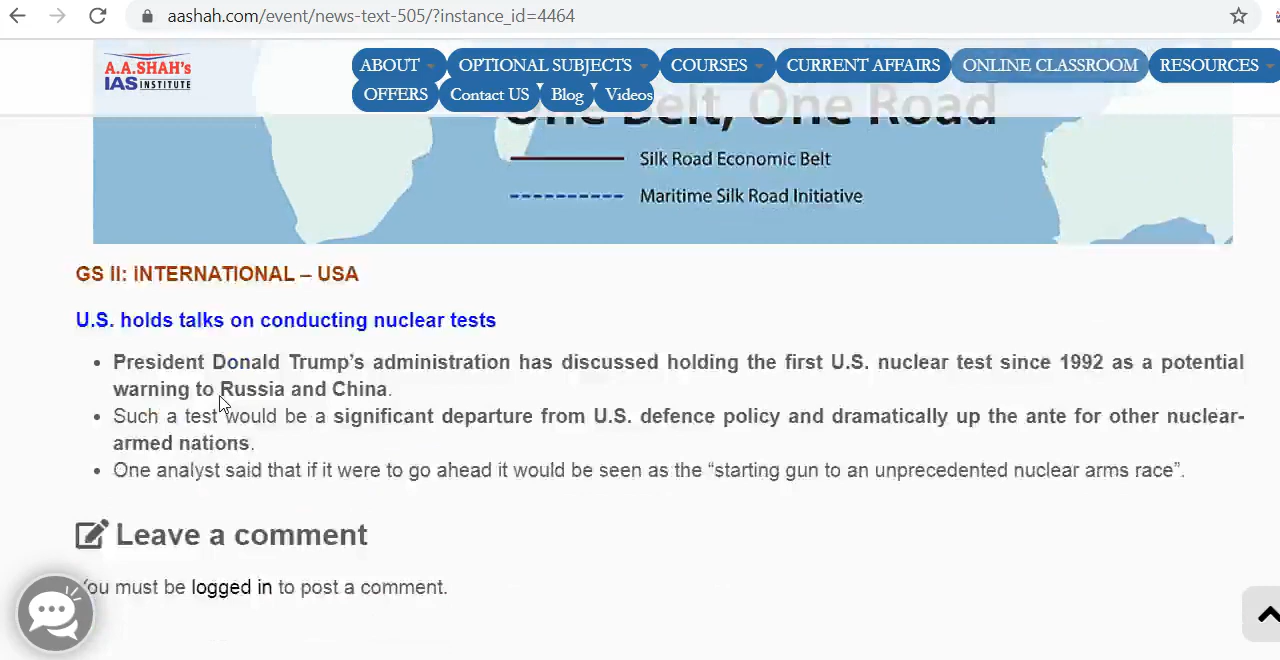 aashah.com/event/news-text-505/?instance_id=4464
A.A.SHAH's
IAS INSTITUTE
ABOUT OPTIONAL SUBJECTS COURSES CURRENT AFFAIRS ONLINE CLASSROOM RESOURCES
OFFERS Contact US Blog Videos
One Belt, One Road
Silk Road Economic Belt
Maritime Silk Road Initiative
GS II: INTERNATIONAL – USA
U.S. holds talks on conducting nuclear tests
• President Donald Trump’s administration has discussed holding the first U.S. nuclear test since 1992 as a potential
warning to Russia and China.
• Such a test would be a significant departure from U.S. defence policy and dramatically up the ante for other nuclear-
armed nations.
• One analyst said that if it were to go ahead it would be seen as the “starting gun to an unprecedented nuclear arms race”.
Leave a comment
You must be logged in to post a comment.